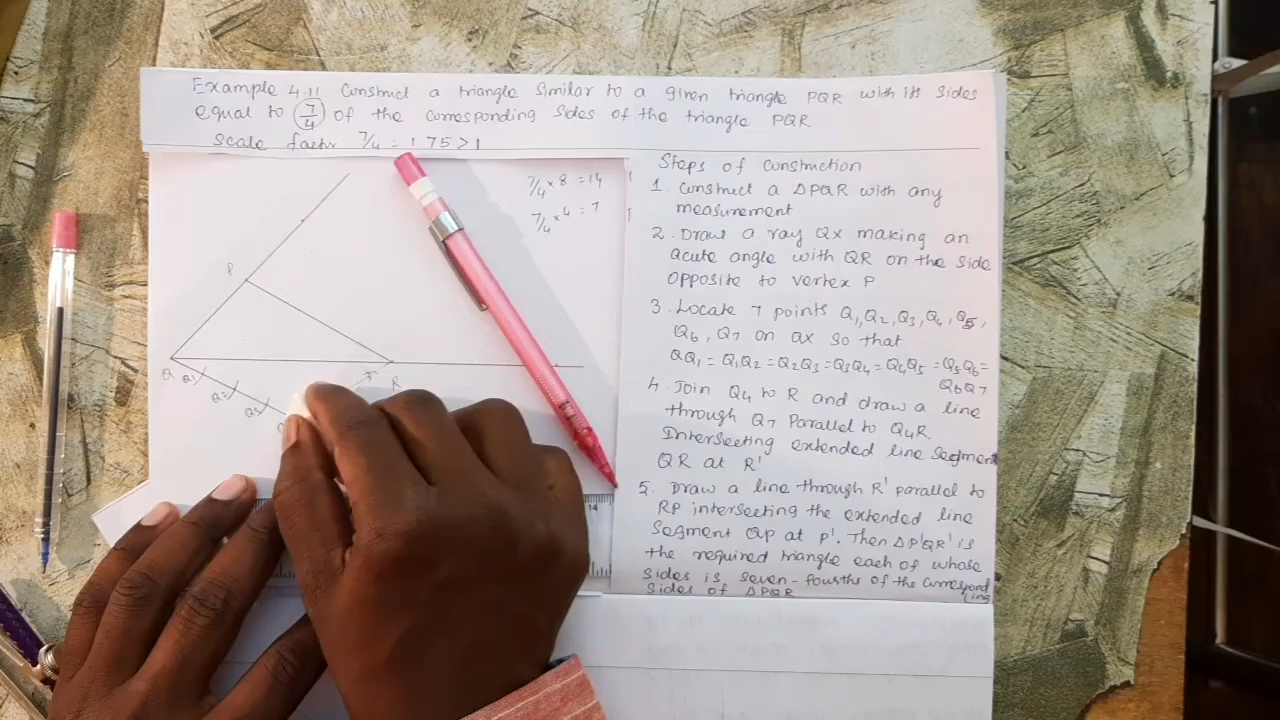 Example 4.11 Construct a triangle Similar to a given triangle PQR with its sides
equal to (7/4) of the corresponding sides of the triangle PQR
Scale factor 7/4 = 1.75 > 1
7/4 × 8 = 14
7/4 × 4 = 7
P
Q
R
Q1
Q2
Q3
14
Steps of Construction
1 Construct a ΔPQR with any
measurement
2. Draw a ray Qx making an
acute angle with QR on the side
opposite to vertex P
3. Locate 7 points Q1, Q2, Q3, Q4, Q5,
Q6, Q7 on Qx so that
QQ1 = Q1Q2 = Q2Q3 = Q3Q4 = Q4Q5 = Q5Q6 =
Q6Q7
4. Join Q4 to R and draw a line
through Q7 Parallel to Q4R.
Intersecting extended line Segment
QR at R'
5. Draw a line through R' parallel to
RP intersecting the extended line
Segment QP at P'. Then ΔP'QR' is
the required triangle each of whose
sides is seven-fourths of the correspond
ing
sides of ΔPQR